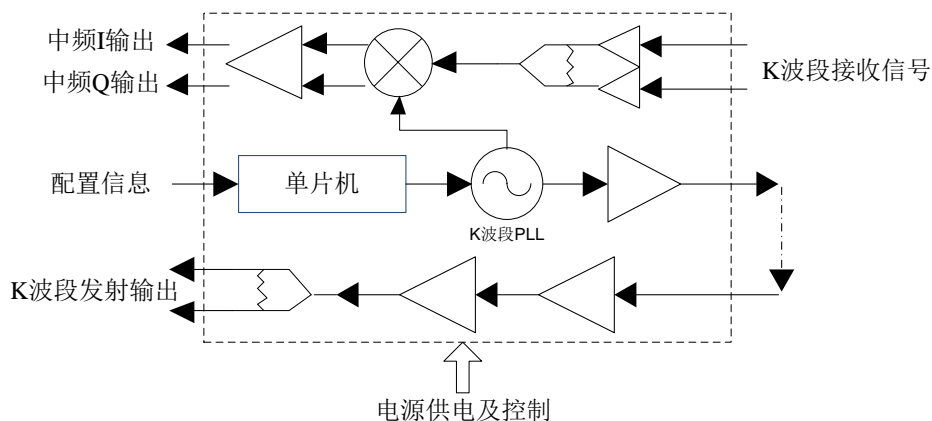 中频I输出
中频Q输出
K波段接收信号
配置信息
单片机
K波段PLL
K波段发射输出
电源供电及控制